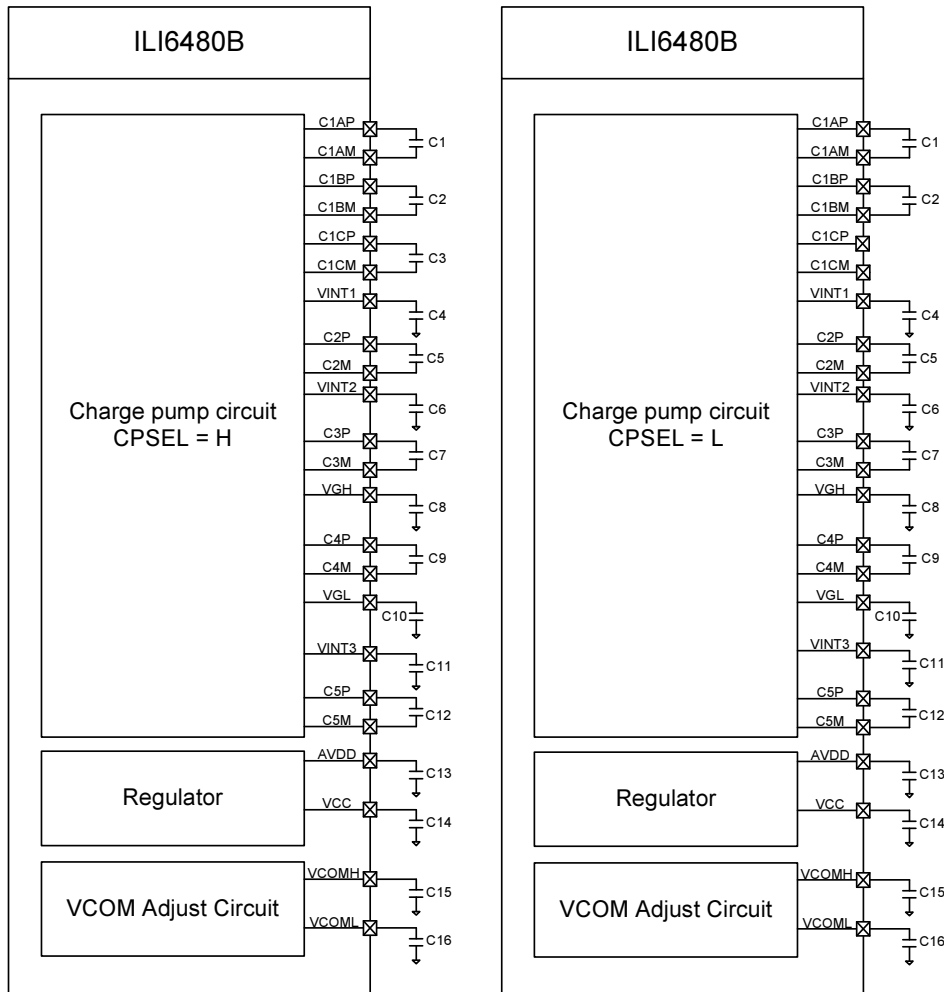 ILI6480B
C1AP
C1
C1AM
C1BP
C2
C1BM
C1CP
C3
C1CM
VINT1
C4
C2P
C5
C2M
VINT2
C6
Charge pump circuit
CPSEL = H
C3P
C7
C3M
VGH
C8
C4P
C9
C4M
VGL
C10
VINT3
C11
C5P
C12
C5M
AVDD
C13
Regulator
VCC
C14
VCOMH
C15
VCOM Adjust Circuit
VCOML
C16
ILI6480B
C1AP
C1
C1AM
C1BP
C2
C1BM
C1CP
C1CM
VINT1
C4
C2P
C5
C2M
VINT2
C6
Charge pump circuit
CPSEL = L
C3P
C7
C3M
VGH
C8
C4P
C9
C4M
VGL
C10
VINT3
C11
C5P
C12
C5M
AVDD
C13
Regulator
VCC
C14
VCOMH
C15
VCOM Adjust Circuit
VCOML
C16